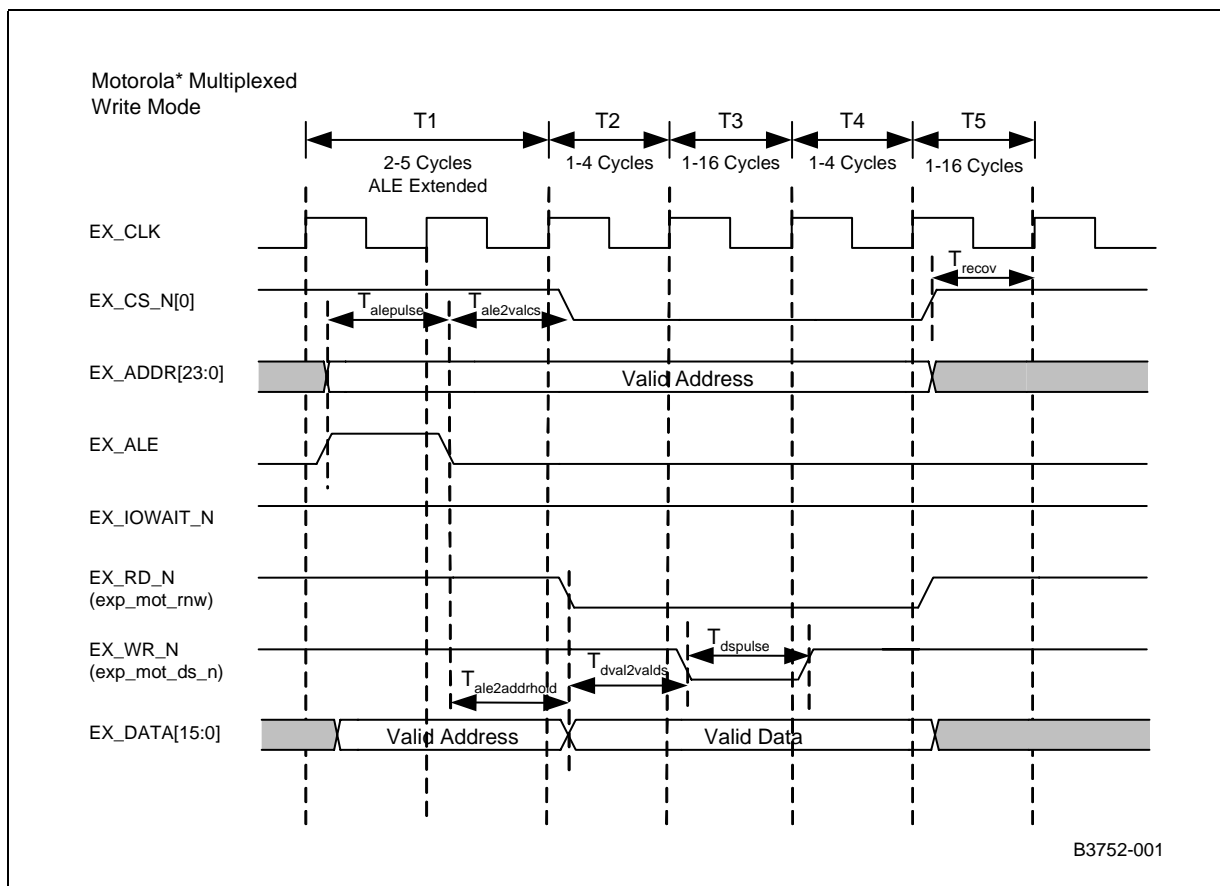 Motorola* Multiplexed
Write Mode
T1
T2
T3
T4
T5
2-5 Cycles
ALE Extended
1-4 Cycles
1-16 Cycles
1-4 Cycles
1-16 Cycles
EX_CLK
Trecov
EX_CS_N[0]
Talepulse
Tale2valcs
EX_ADDR[23:0]
Valid Address
EX_ALE
EX_IOWAIT_N
EX_RD_N
(exp_mot_rnw)
EX_WR_N
(exp_mot_ds_n)
Tdspulse
Tdval2valds
Tale2addrhold
EX_DATA[15:0]
Valid Address
Valid Data
B3752-001